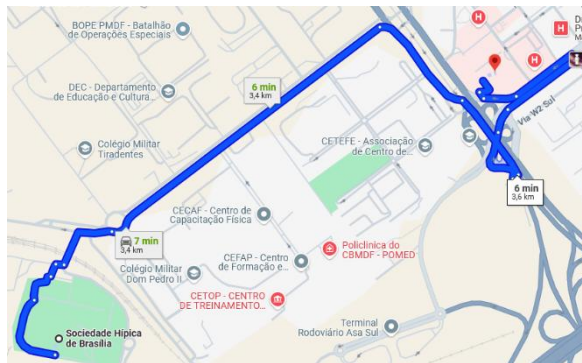 BOPE PMDF - Batalhão
de Operações Especiais
DEC - Departamento
de Educação e Cultura...
Colégio Militar
Tiradentes
6 min
3,4 km
H
H
H
Via W2 Sul
CETEFE - Associação
de Centro de...
6 min
3,6 km
7 min
3,4 km
CECAF - Centro de
Capacitação Física
Colégio Militar
Dom Pedro II
CEFAP - Centro
de Formação e...
Policlínica do
CBMDF - POMED
CETOP - CENTRO
DE TREINAMENTO...
Sociedade Hípica
de Brasília
Terminal
Rodoviário Asa Sul